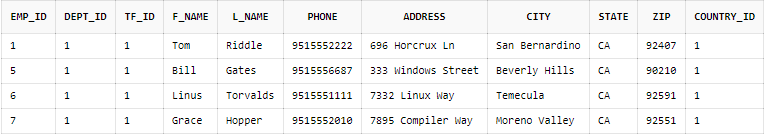 EMP_ID DEPT_ID TF_ID F_NAME L_NAME PHONE ADDRESS CITY STATE ZIP COUNTRY_ID
1 1 1 Tom Riddle 9515552222 696 Horcrux Ln San Bernardino CA 92407 1
5 1 1 Bill Gates 9515556687 333 Windows Street Beverly Hills CA 90210 1
6 1 1 Linus Torvalds 9515551111 7332 Linux Way Temecula CA 92591 1
7 1 1 Grace Hopper 9515552010 7895 Compiler Way Moreno Valley CA 92551 1